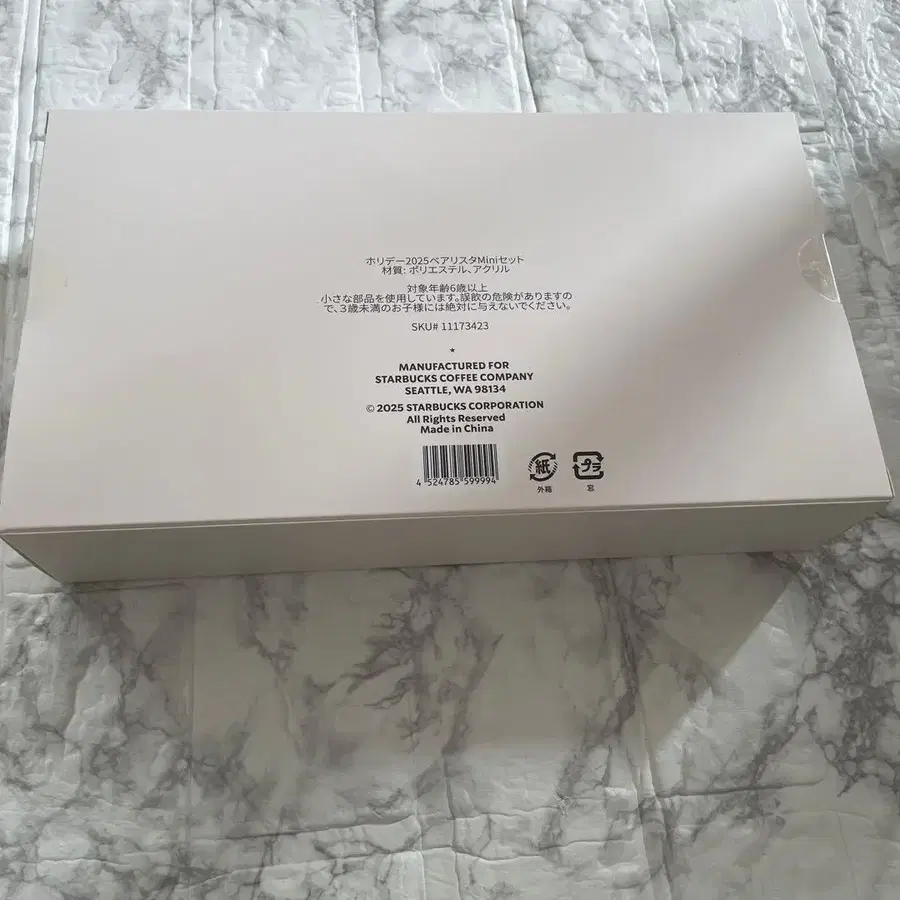 ホリデー2025ベアリスタMiniセット
材質: ポリエステル、アクリル
対象年齢6歳以上
小さな部品を使用しています。誤飲の危険がありますの
で、3歳未満のお子様には絶対に与えないでください。
SKU# 11173423
★
MANUFACTURED FOR
STARBUCKS COFFEE COMPANY
SEATTLE, WA 98134
© 2025 STARBUCKS CORPORATION
All Rights Reserved
Made in China
4 524785 599994
紙 プラ
外箱 窓